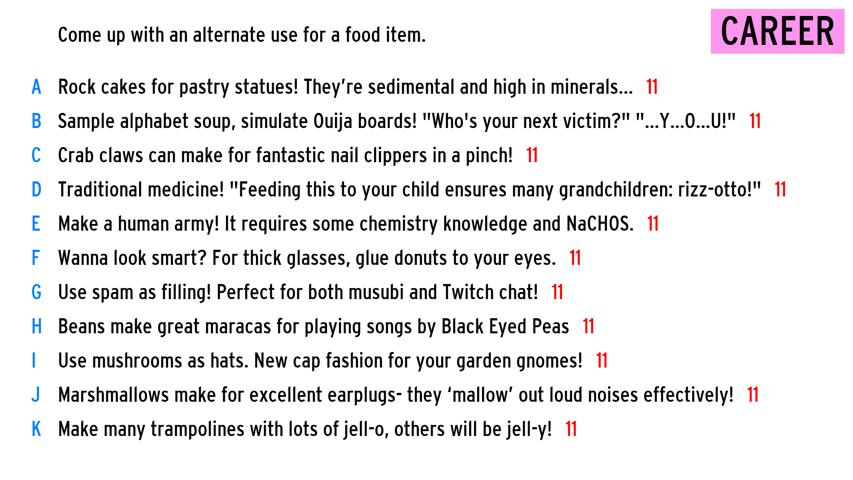 Come up with an alternate use for a food item.
CAREER
A Rock cakes for pastry statues! They're sedimental and high in minerals... 11
B Sample alphabet soup, simulate Ouija boards! "Who's your next victim?" "...Y...O...U!" 11
C Crab claws can make for fantastic nail clippers in a pinch! 11
D Traditional medicine! "Feeding this to your child ensures many grandchildren: rizz-otto!" 11
E Make a human army! It requires some chemistry knowledge and NaCHOS. 11
F Wanna look smart? For thick glasses, glue donuts to your eyes. 11
G Use spam as filling! Perfect for both musubi and Twitch chat! 11
H Beans make great maracas for playing songs by Black Eyed Peas 11
I Use mushrooms as hats. New cap fashion for your garden gnomes! 11
J Marshmallows make for excellent earplugs- they ‘mallow’ out loud noises effectively! 11
K Make many trampolines with lots of jell-o, others will be jell-y! 11